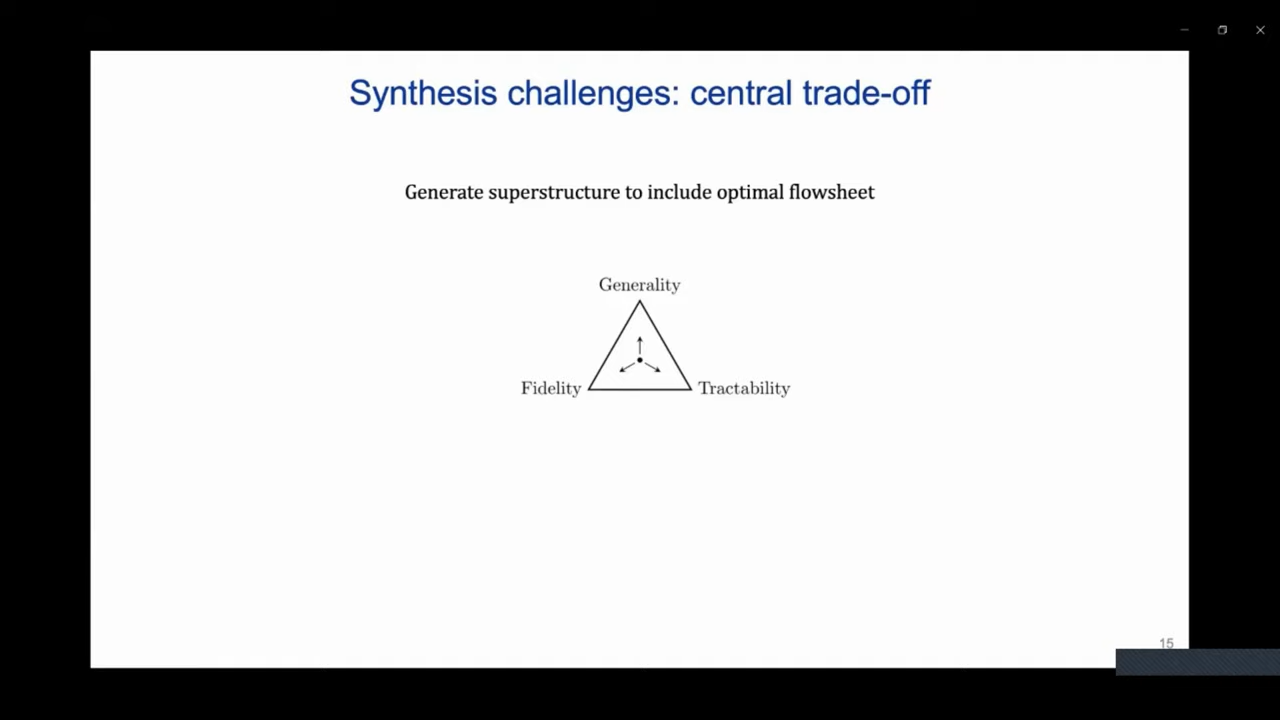 Synthesis challenges: central trade-off
Generate superstructure to include optimal flowsheet
Generality
Fidelity
Tractability
15